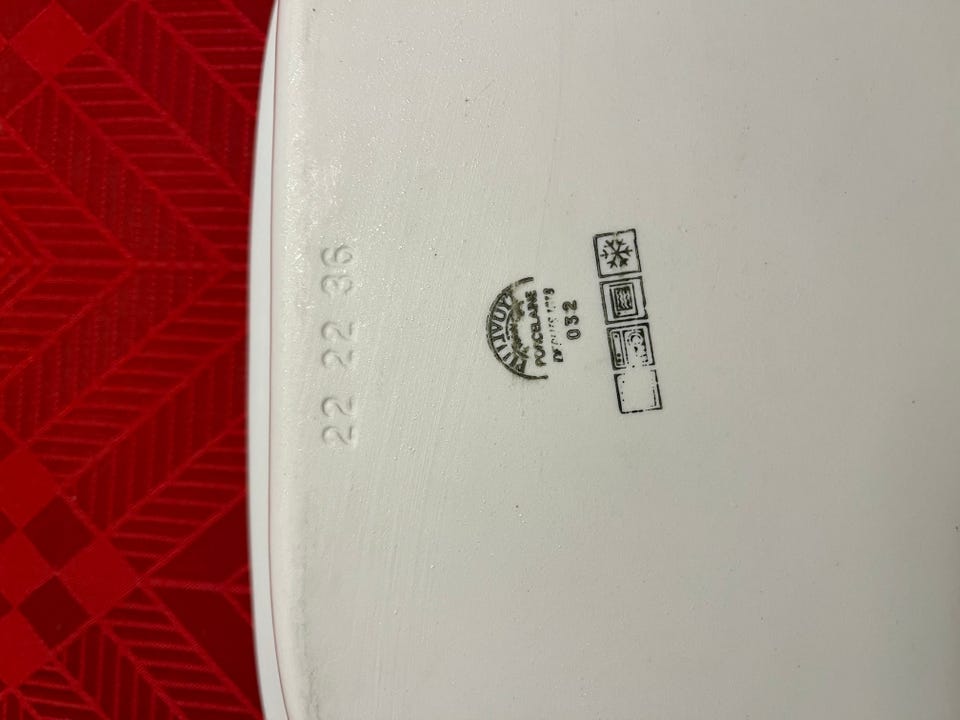 22 22 36
PILLIVUYT
PORCELAINE
DEPUIS 1818
032